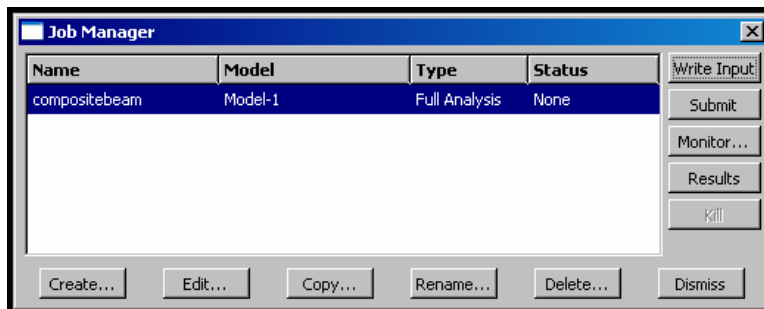 Job Manager
Name Model Type Status
compositebeam Model-1 Full Analysis None
Write Input
Submit
Monitor...
Results
Kill
Create... Edit... Copy... Rename... Delete... Dismiss